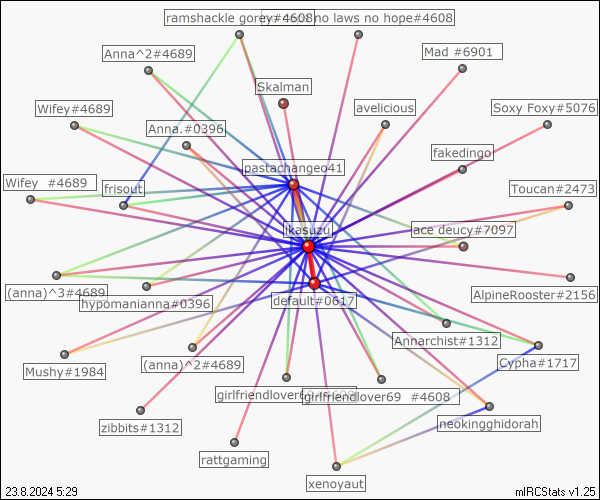 ramshackle gorey#4608 no laws no hope#4608
Anna^2#4689
Mad #6901
Skalman
Wifey#4689
avelicious
Soxy Foxy#5076
Anna.#0396
fakedingo
pastachangeo41
Wifey  #4689
frisout
Toucan#2473
ikasuzu
ace deucy#7097
(anna)^3#4689
hypomanianna#0396
default#0617
AlpineRooster#2156
Annarchist#1312
Mushy#1984
(anna)^2#4689
Cypha#1717
girlfriendlover69  #4608
zibbits#1312
neokingghidorah
rattgaming
xenoyaut
23.8.2024 5:29
mIRCStats v1.25